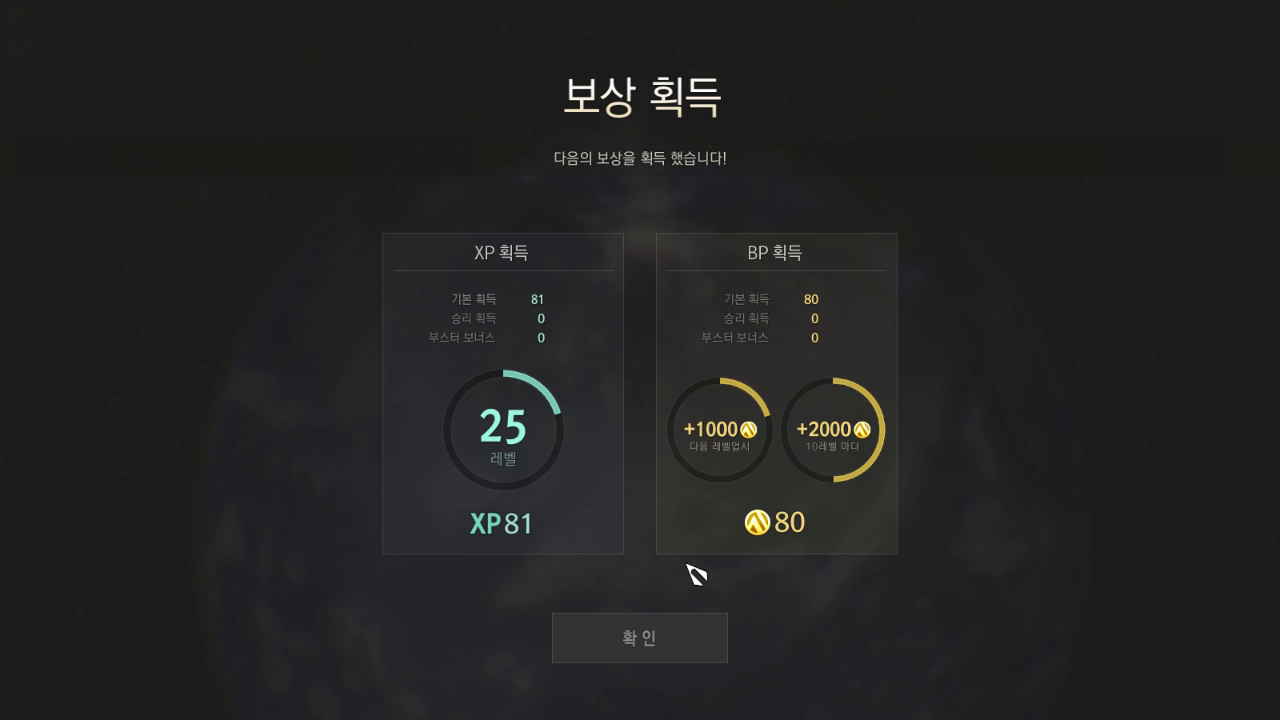 보상 획득
다음의 보상을 획득 했습니다!
XP 획득
기본 획득 81
승리 획득 0
부스터 보너스 0
25
레벨
XP 81
BP 획득
기본 획득 80
승리 획득 0
부스터 보너스 0
+1000
다음 레벨업시
+2000
10레벨 마다
80
확 인